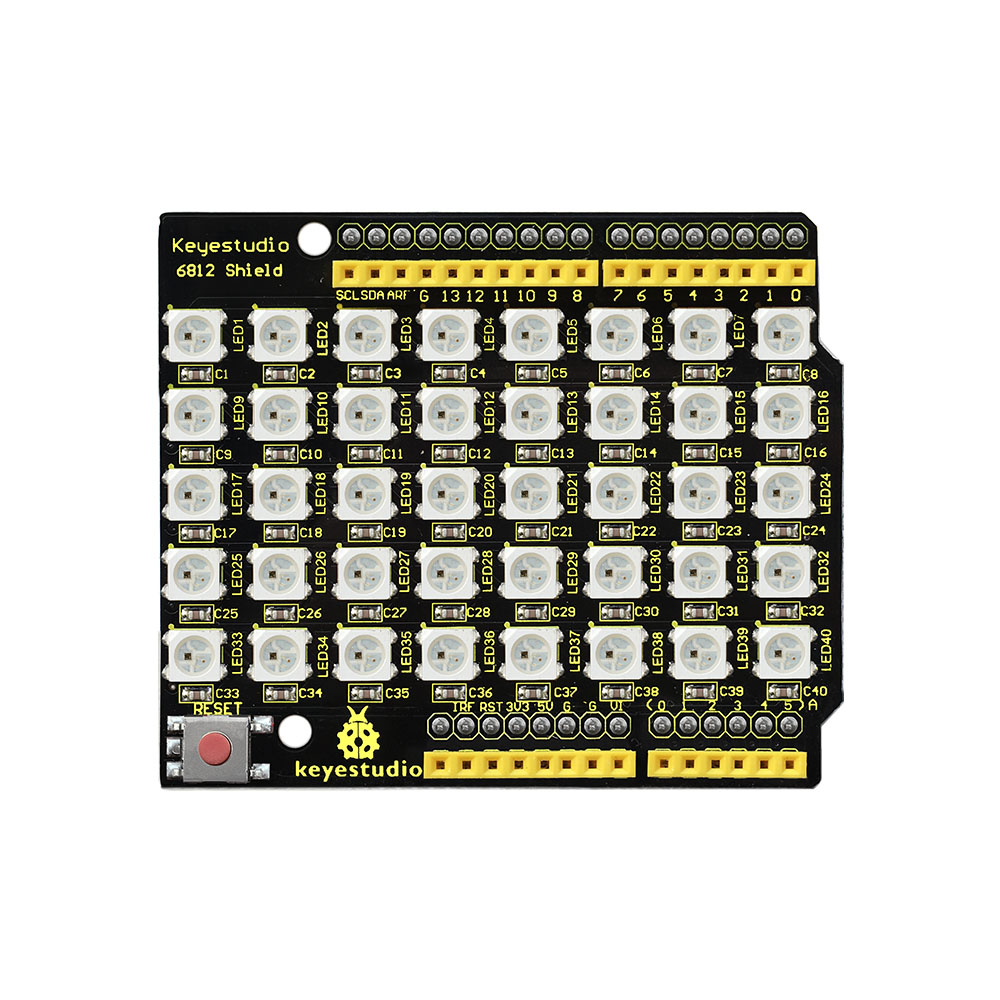 Keyestudio
6812 Shield
SCL SDA ARF G 13 12 11 10 9 8 7 6 5 4 3 2 1 0
LED1 LED2 LED3 LED4 LED5 LED6 LED7
C1 C2 C3 C4 C5 C6 C7 C8
LED9 LED10 LED11 LED12 LED13 LED14 LED15 LED16
C9 C10 C11 C12 C13 C14 C15 C16
LED17 LED18 LED19 LED20 LED21 LED22 LED23 LED24
C17 C18 C19 C20 C21 C22 C23 C24
LED25 LED26 LED27 LED28 LED29 LED30 LED31 LED32
C25 C26 C27 C28 C29 C30 C31 C32
LED33 LED34 LED35 LED36 LED37 LED38 LED39 LED40
C33 C34 C35 C36 C37 C38 C39 C40
RESET IRF RST 3V3 5V G G VI (0 1 2 3 4 5)A
keyestudio